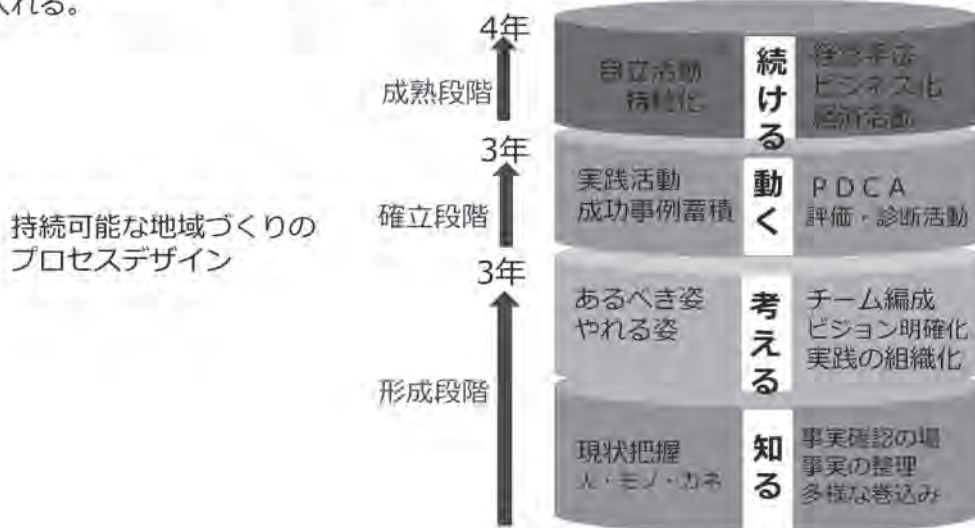 入れる。
持続可能な地域づくりの
プロセスデザイン
4年
成熟段階
3年
確立段階
3年
形成段階
自立活動
持続化
続ける
ビジネス化
経済活動
実践活動
成功事例蓄積
動く
PDCA
評価・診断活動
あるべき姿
やれる姿
考える
チーム編成
ビジョン明確化
実践の組織化
現状把握
人・モノ・カネ
知る
事実確認の場
事実の整理
多様な巻込み